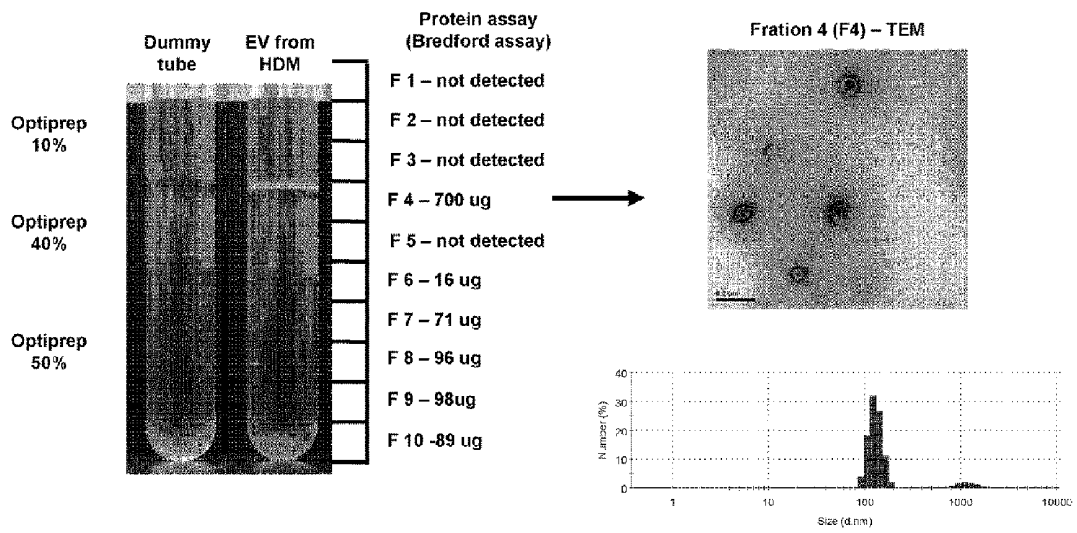 Protein assay
(Bredford assay)
Dummy
tube
EV from
HDM
Optiprep
10%
Optiprep
40%
Optiprep
50%
F 1 – not detected
F 2 – not detected
F 3 – not detected
F 4 – 700 ug
F 5 – not detected
F 6 – 16 ug
F 7 – 71 ug
F 8 – 96 ug
F 9 – 98ug
F 10 -89 ug
Fration 4 (F4) – TEM
Number (%)
40
30
20
10
0
1
10
100
1000
10000
Size (d.nm)